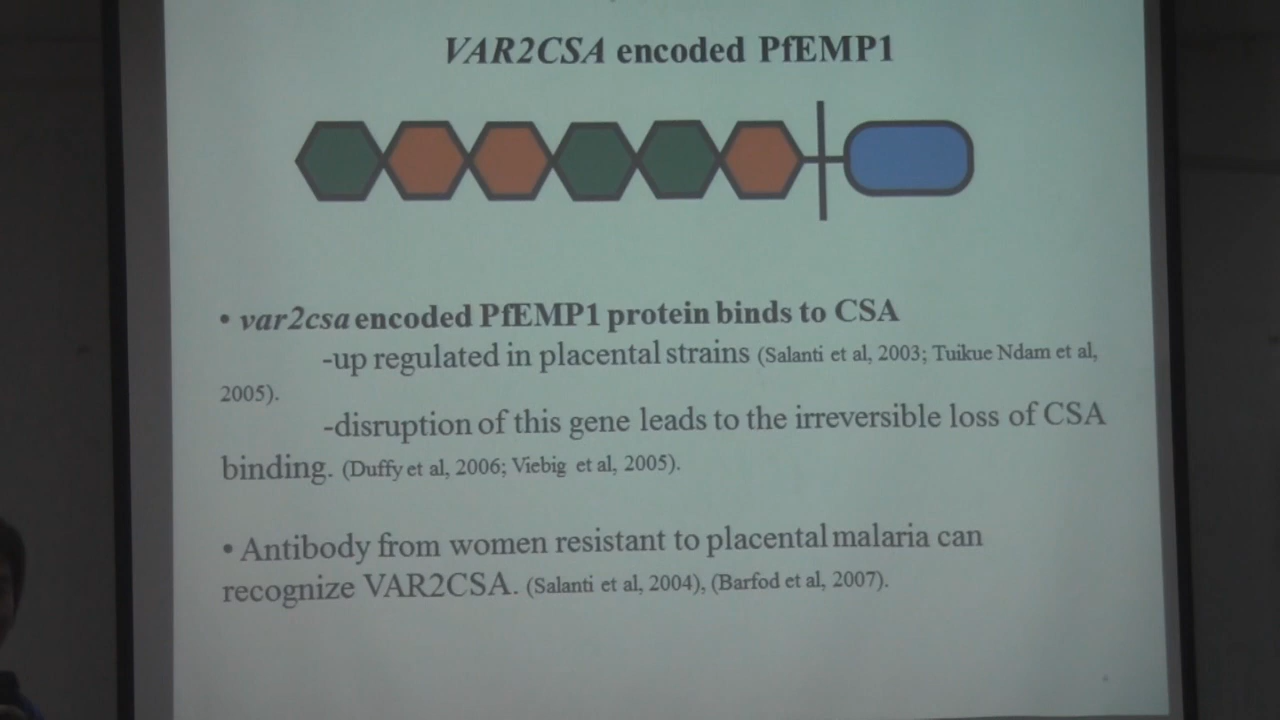 VAR2CSA encoded PfEMP1
• var2csa encoded PfEMP1 protein binds to CSA
-up regulated in placental strains (Salanti et al, 2003; Tuikue Ndam et al,
2005).
-disruption of this gene leads to the irreversible loss of CSA
binding. (Duffy et al, 2006; Viebig et al, 2005).
• Antibody from women resistant to placental malaria can
recognize VAR2CSA. (Salanti et al, 2004), (Barfod et al, 2007).